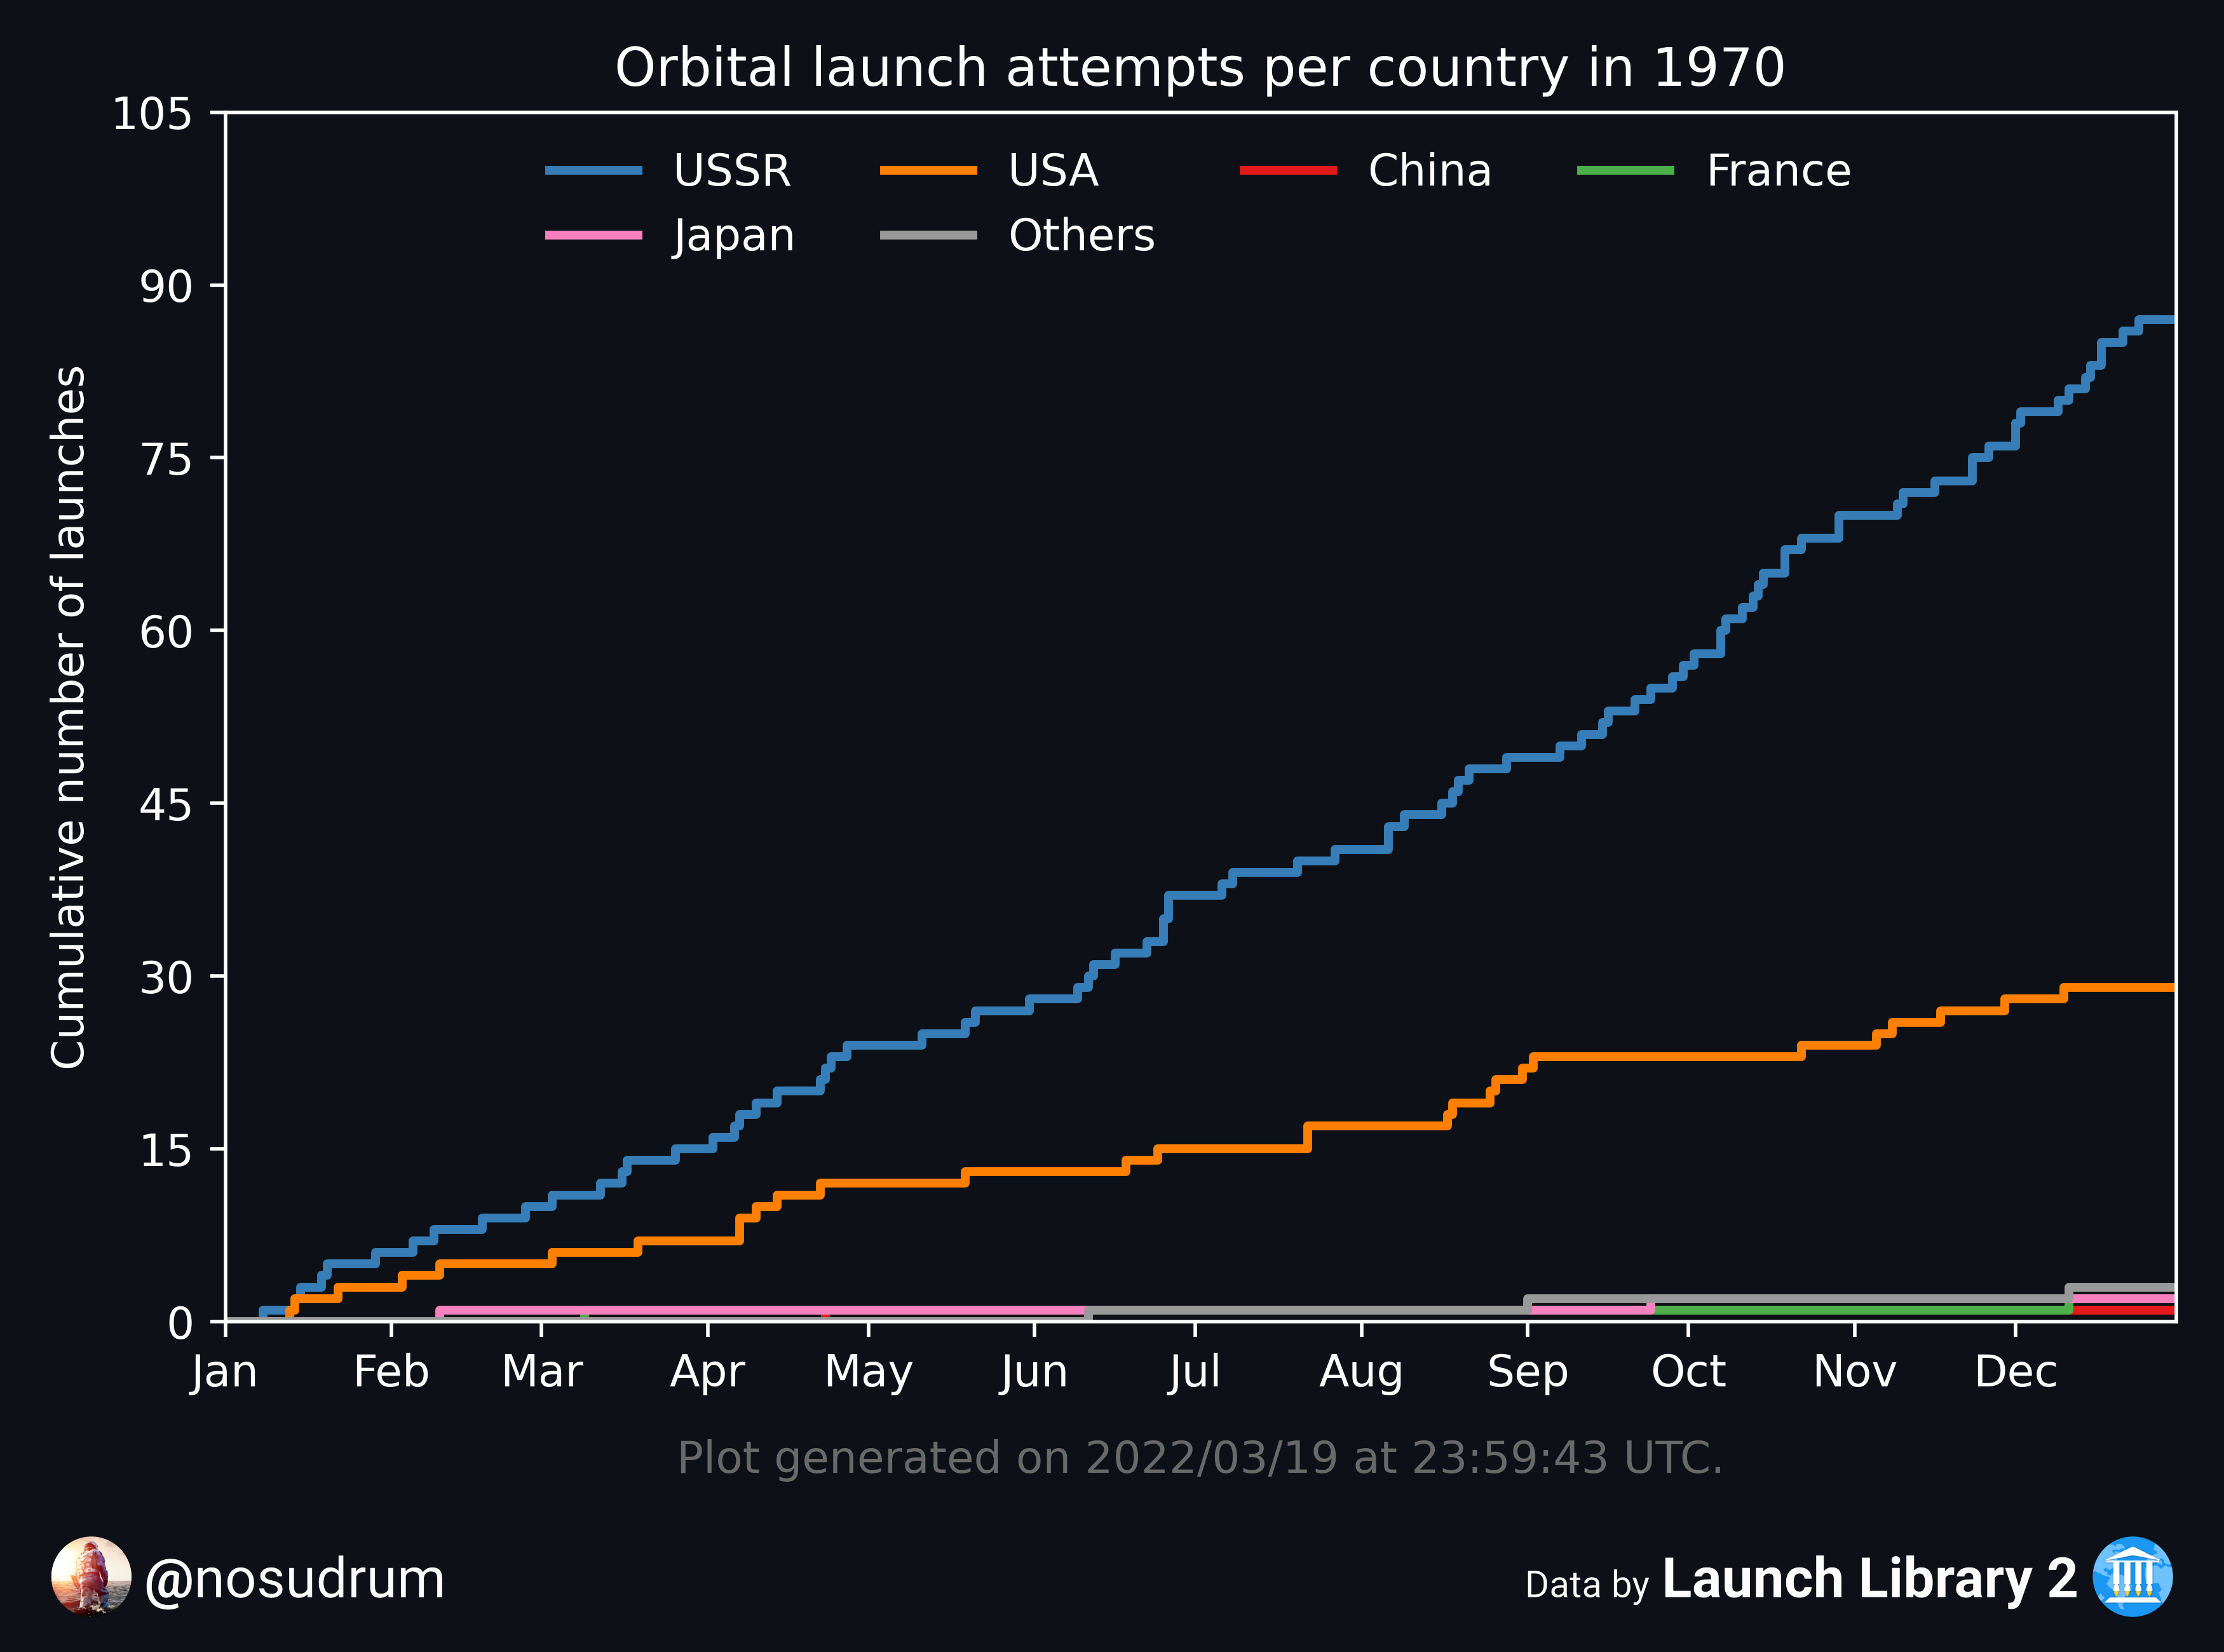 Orbital launch attempts per country in 1970
105
USSR USA China France
Japan Others
90
75
60
45
30
15
0
Cumulative number of launches
Jan Feb Mar Apr May Jun Jul Aug Sep Oct Nov Dec
Plot generated on 2022/03/19 at 23:59:43 UTC.
@nosudrum
Data by Launch Library 2